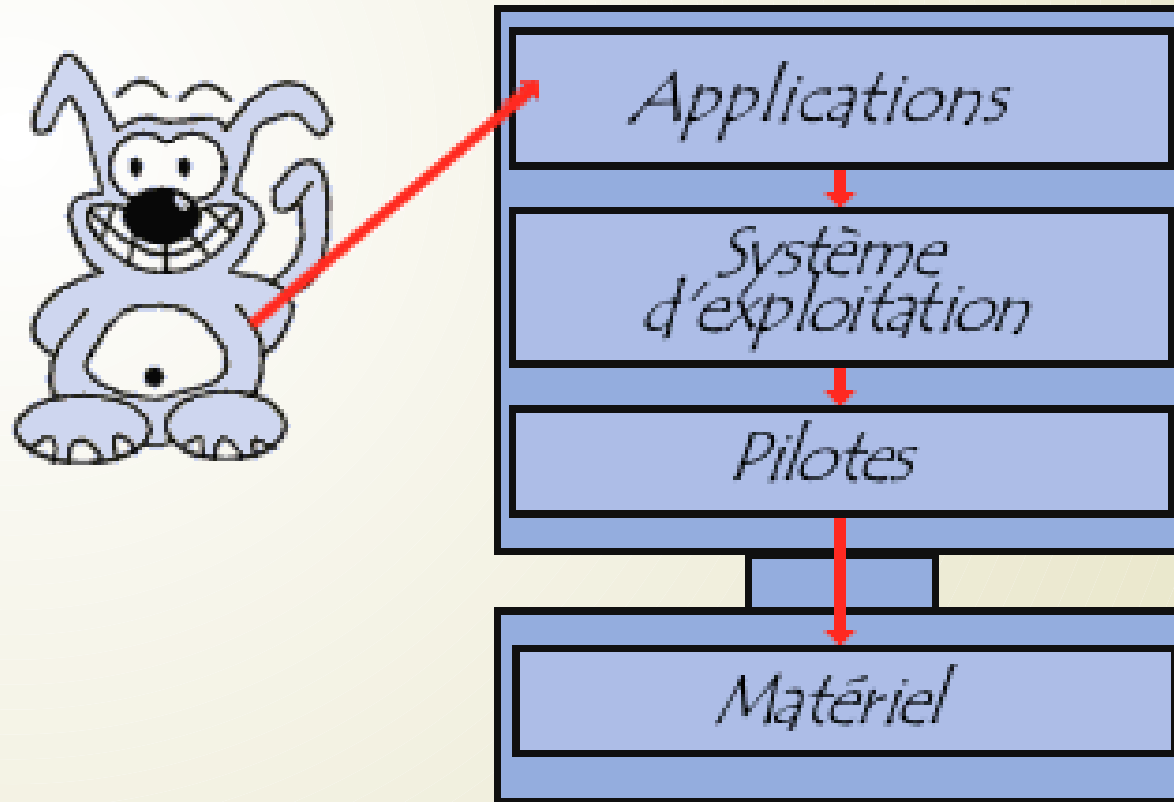 Applications
Système
d'exploitation
Pilotes
Matériel